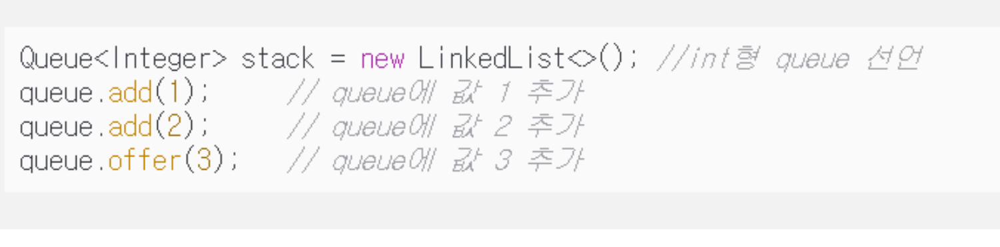 Queue<Integer> stack = new LinkedList<>(); //int형 queue 선언
queue.add(1);     // queue에 값 1 추가
queue.add(2);     // queue에 값 2 추가
queue.offer(3);   // queue에 값 3 추가